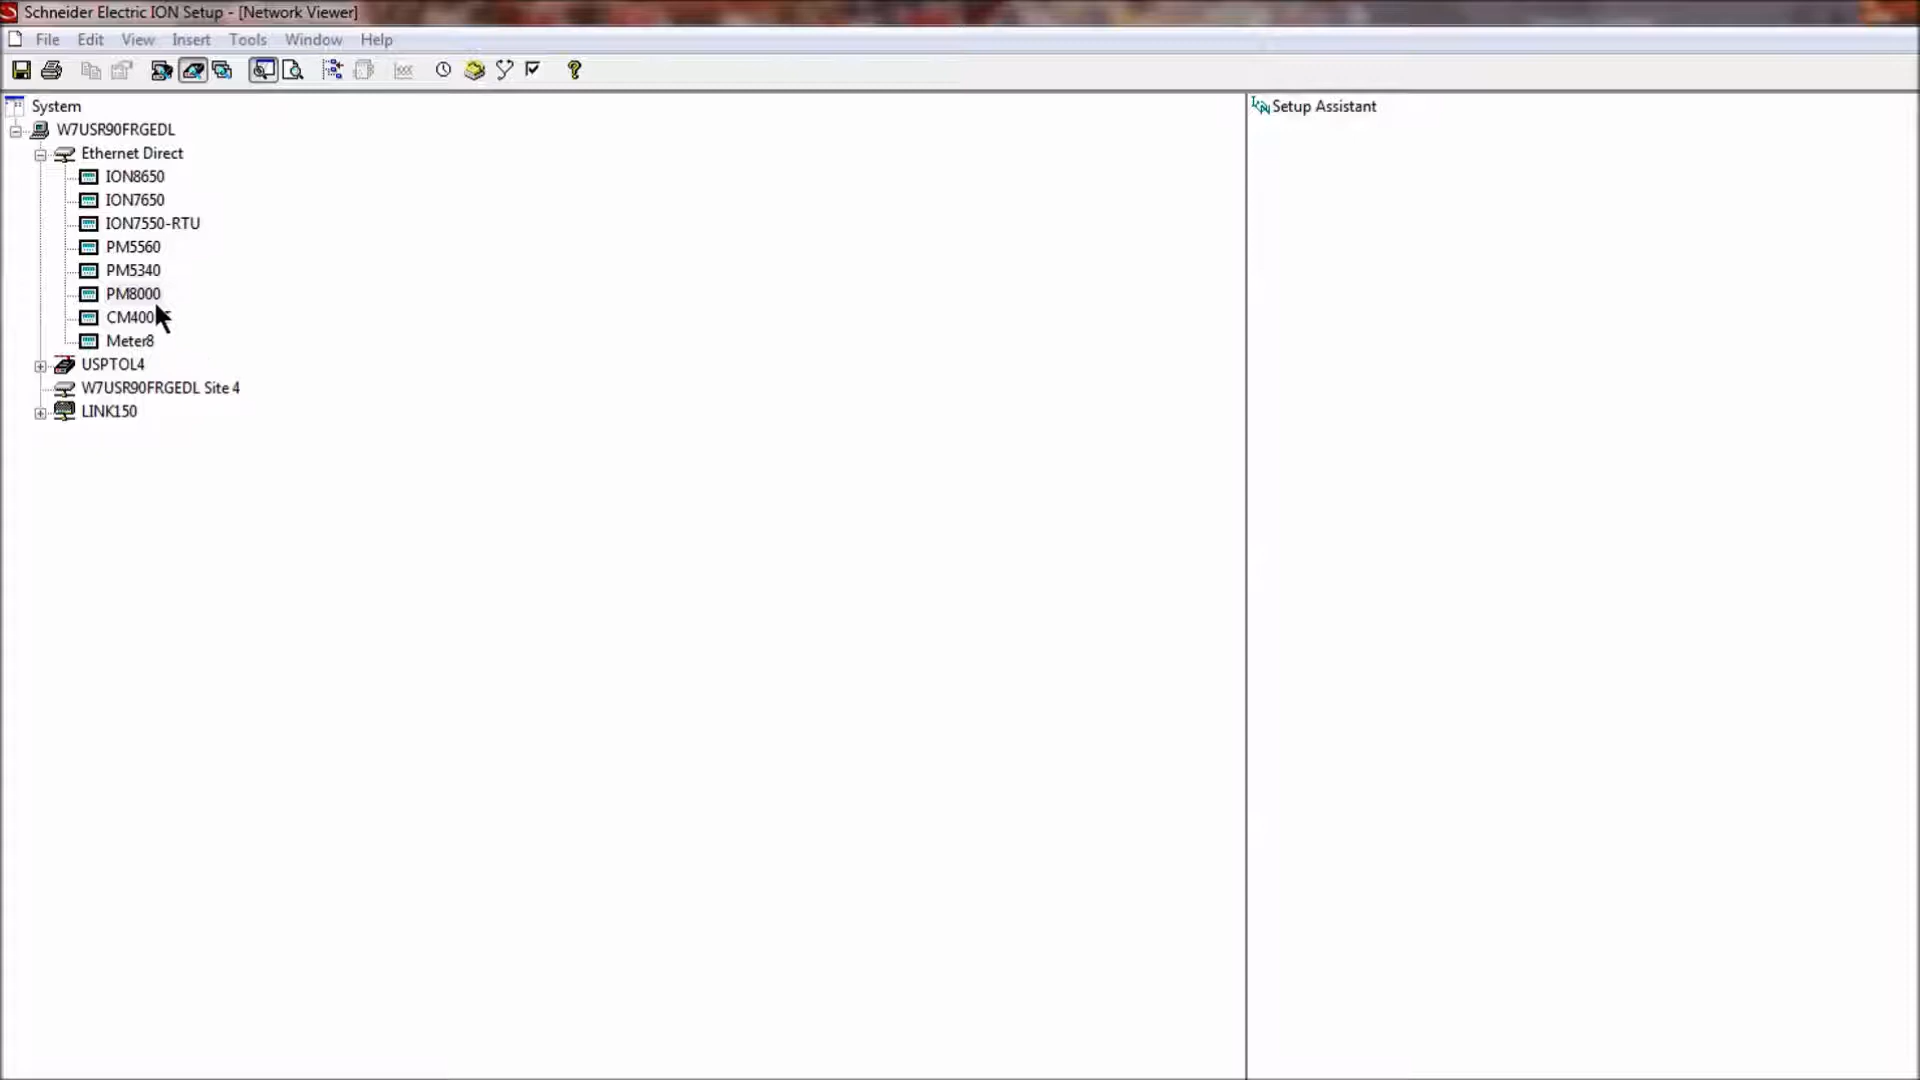 Schneider Electric ION Setup - [Network Viewer]
File Edit View Insert Tools Window Help
System
W7USR90FRGEDL
Ethernet Direct
ION8650
ION7650
ION7550-RTU
PM5560
PM5340
PM8000
CM400
Meter8
USPTOL4
W7USR90FRGEDL Site 4
LINK150
Setup Assistant